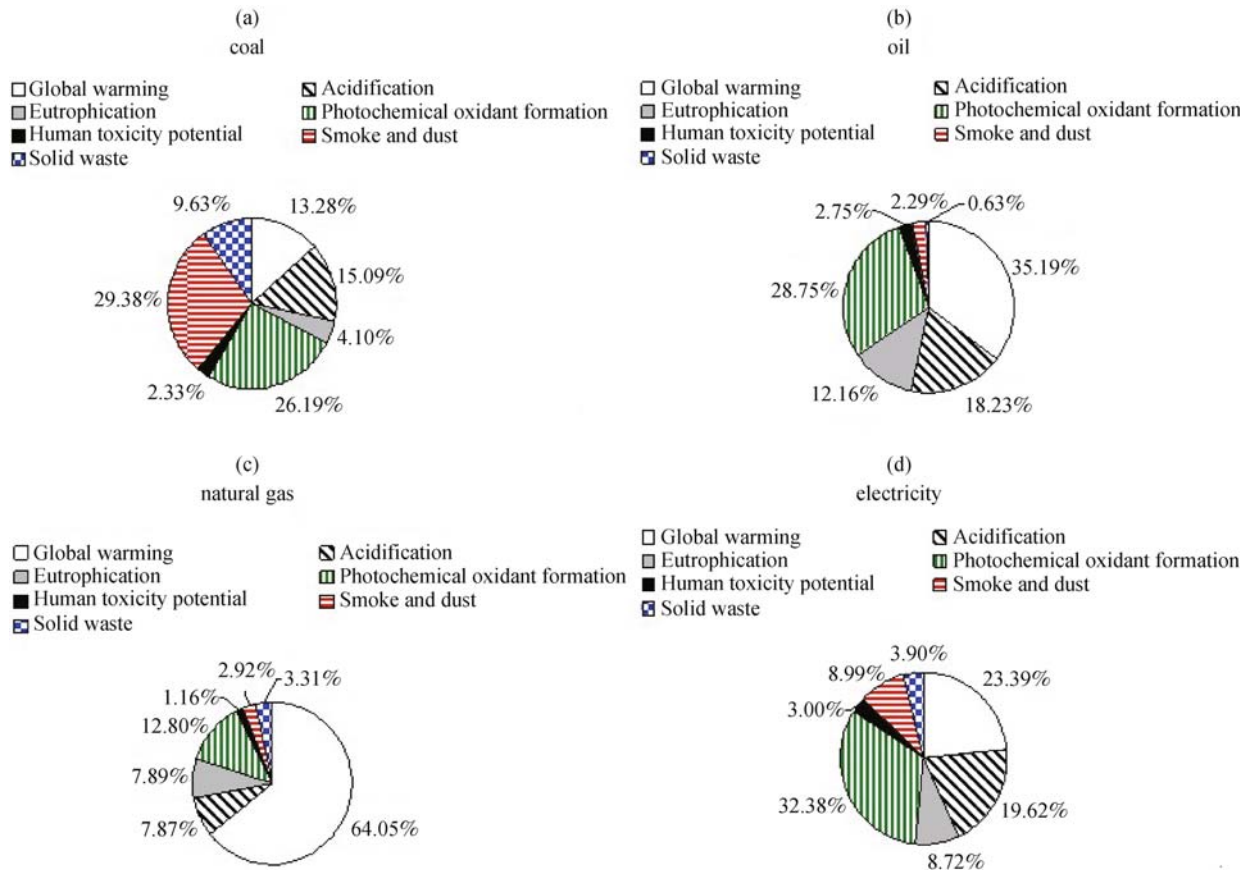 (a)
coal
Global warming Acidification
Eutrophication Photochemical oxidant formation
Human toxicity potential Smoke and dust
Solid waste
9.63% 13.28%
15.09%
29.38%
4.10%
2.33%
26.19%
(b)
oil
Global warming Acidification
Eutrophication Photochemical oxidant formation
Human toxicity potential Smoke and dust
Solid waste
2.75% 2.29% 0.63%
35.19%
28.75%
12.16%
18.23%
(c)
natural gas
Global warming Acidification
Eutrophication Photochemical oxidant formation
Human toxicity potential Smoke and dust
Solid waste
2.92% 3.31%
1.16%
12.80%
7.89%
7.87% 64.05%
(d)
electricity
Global warming Acidification
Eutrophication Photochemical oxidant formation
Human toxicity potential Smoke and dust
Solid waste
3.90%
8.99% 23.39%
3.00%
32.38% 19.62%
8.72%